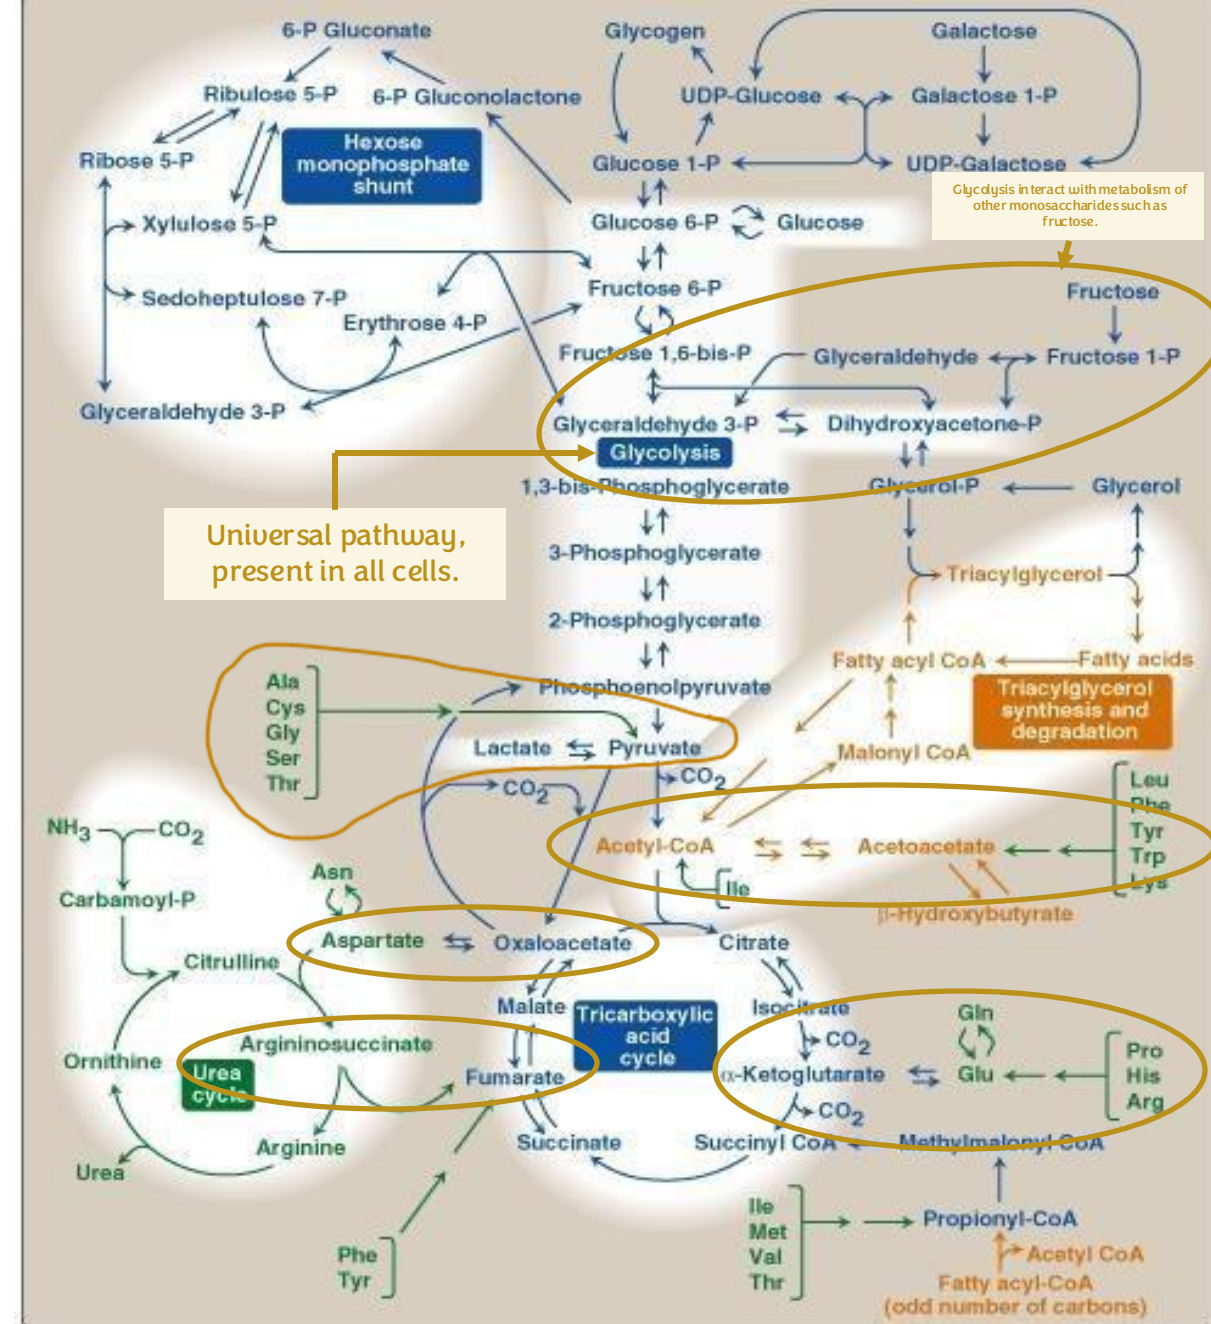 6-P Gluconate
Glycogen
Galactose
Ribulose 5-P
6-P Gluconolactone
UDP-Glucose
Galactose 1-P
Hexose
monophosphate
shunt
Ribose 5-P
Glucose 1-P
UDP-Galactose
Glycolysis interact with metabolism of
other monosaccharides such as
fructose.
Xylulose 5-P
Glucose 6-P
Glucose
Sedoheptulose 7-P
Fructose 6-P
Fructose
Erythrose 4-P
Fructose 1,6-bis-P
Glyceraldehyde
Fructose 1-P
Glyceraldehyde 3-P
Glyceraldehyde 3-P
Dihydroxyacetone-P
Glycolysis
1,3-bis-Phosphoglycerate
Glycerol-P
Glycerol
Universal pathway,
present in all cells.
3-Phosphoglycerate
Triacylglycerol
2-Phosphoglycerate
Fatty acyl CoA
Fatty acids
Ala
Cys
Gly
Ser
Thr
Phosphoenolpyruvate
Triacylglycerol
synthesis and
degradation
Lactate
Pyruvate
Malonyl CoA
CO2
CO2
Leu
Phe
Tyr
Trp
Lys
NH3
CO2
Acetyl-CoA
Acetoacetate
Asn
Ile
Carbamoyl-P
β-Hydroxybutyrate
Aspartate
Oxaloacetate
Citrate
Citrulline
Malate
Tricarboxylic
acid
cycle
Isocitrate
Gln
CO2
Argininosuccinate
Ornithine
Urea
cycle
Fumarate
α-Ketoglutarate
Glu
Pro
His
Arg
CO2
Arginine
Succinate
Succinyl CoA
Methylmalonyl CoA
Urea
Ile
Met
Val
Thr
Propionyl-CoA
Phe
Tyr
Acetyl CoA
Fatty acyl-CoA
(odd number of carbons)